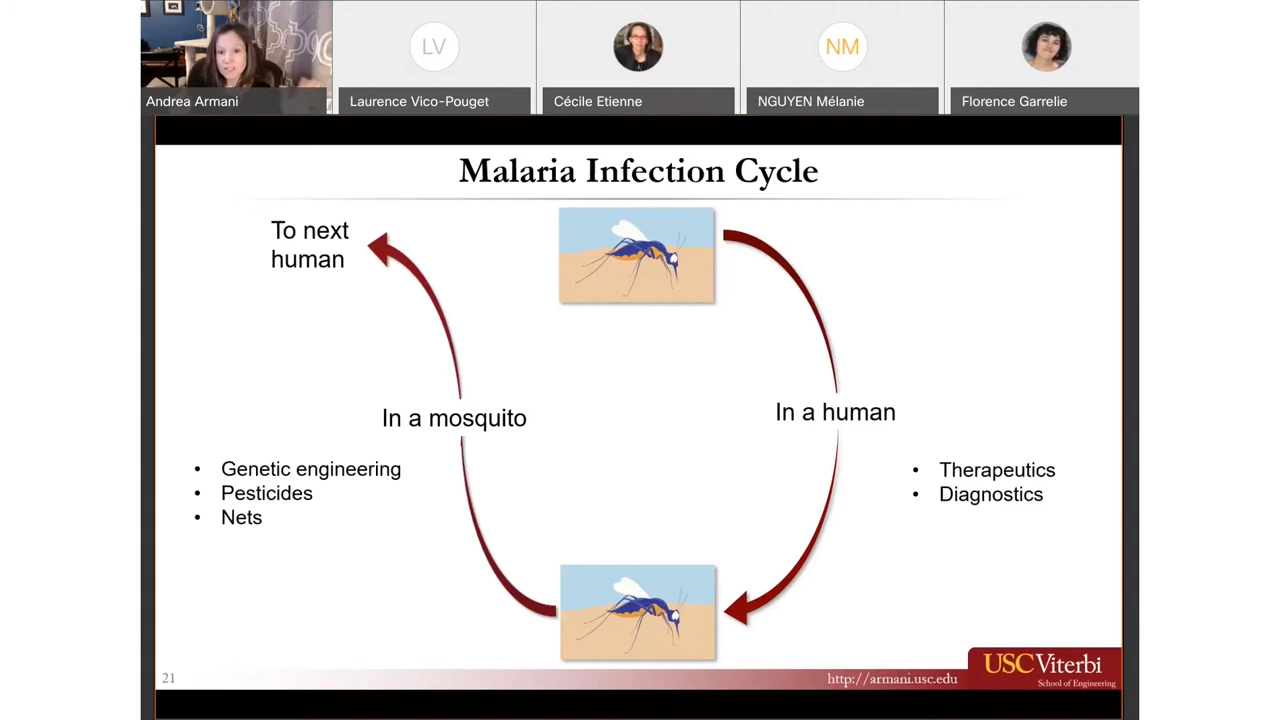 LV
NM
Andrea Armani
Laurence Vico-Pouget
Cécile Etienne
NGUYEN Mélanie
Florence Garrelie
Malaria Infection Cycle
To next
human
In a mosquito
In a human
• Genetic engineering
• Pesticides
• Nets
• Therapeutics
• Diagnostics
21
http://armani.usc.edu
USC Viterbi
School of Engineering